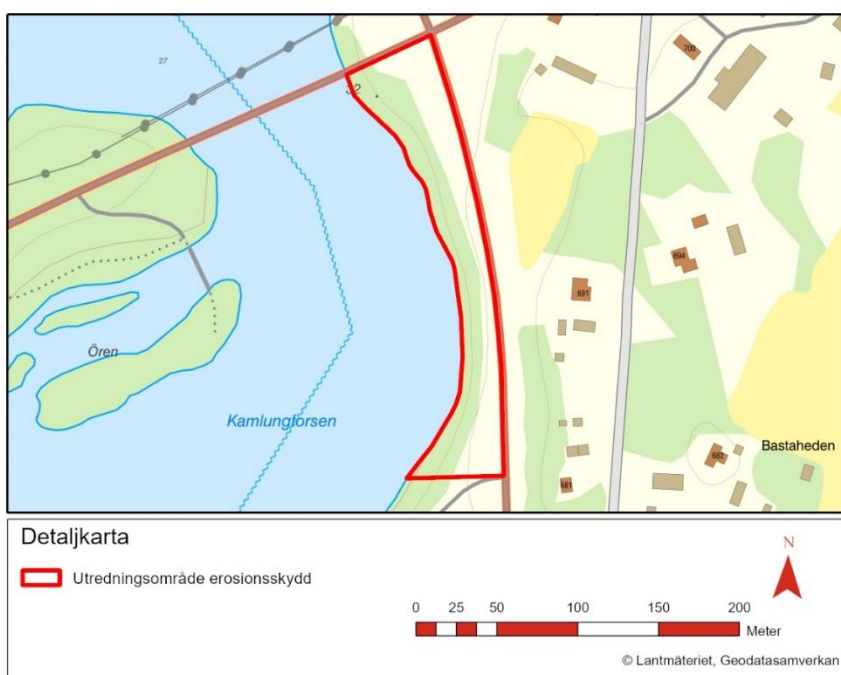 27
700
32
694
691
Ören
Kamlungforsen
Bastaheden
682
681
Detaljkarta
N
Utredningsområde erosionsskydd
0 25 50 100 150 200
Meter
© Lantmäteriet, Geodatasamverkan